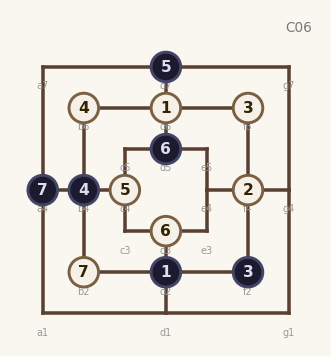 C06
5
a7 d7 g7
4 1 3
b6 d6 f6
6
c5 d5 e5
7 4 5 2
a4 b4 c4 e4 f4 g4
6
c3 d3 e3
7 1 3
b2 d2 f2
a1 d1 g1